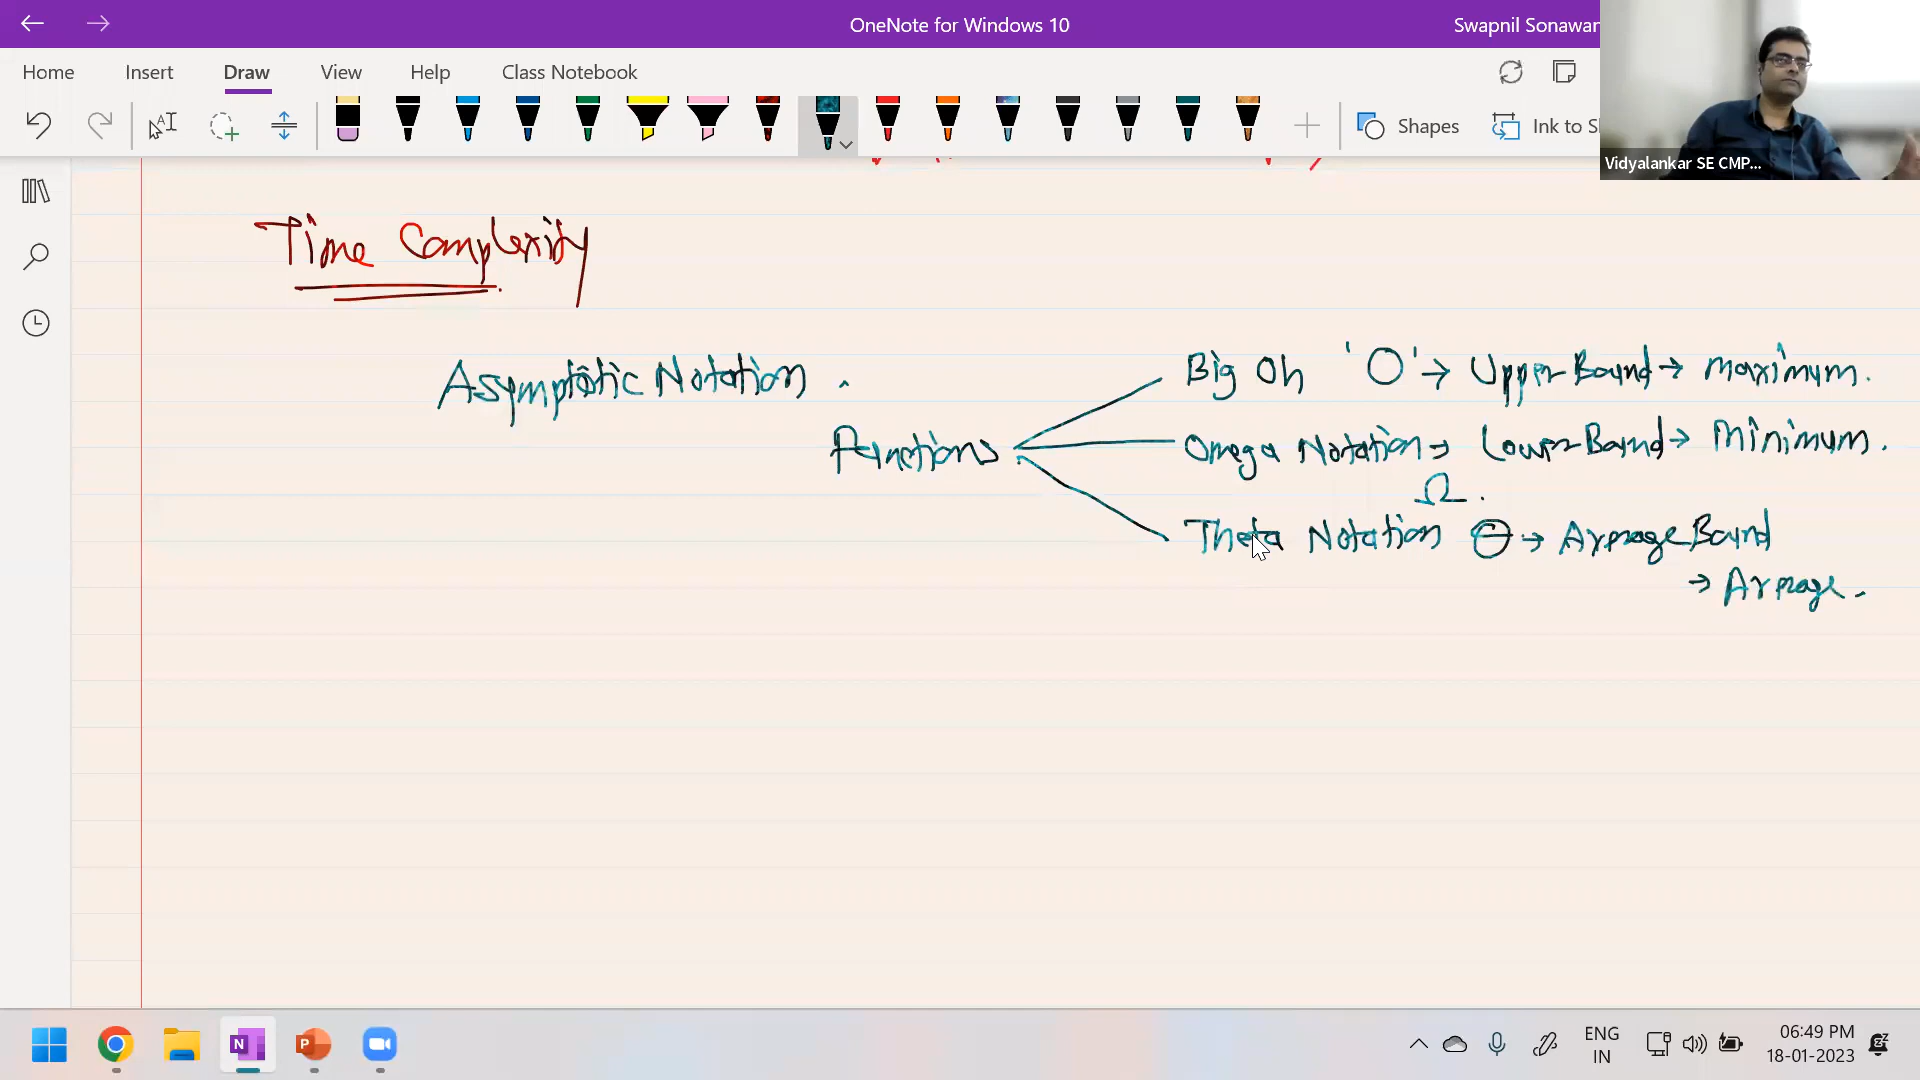 OneNote for Windows 10
Swapnil Sonawan
Home Insert Draw View Help Class Notebook
Shapes
Ink to S
Vidyalankar SE CMP...
Time Complexity
Asymptotic Notation .
Functions
Big Oh 'O' → Upper Bound → Maximum.
Omega Notation → Lower Bound → Minimum.
Ω .
Theta Notation Θ → Average Bound
→ Average.
ENG
IN
06:49 PM
18-01-2023